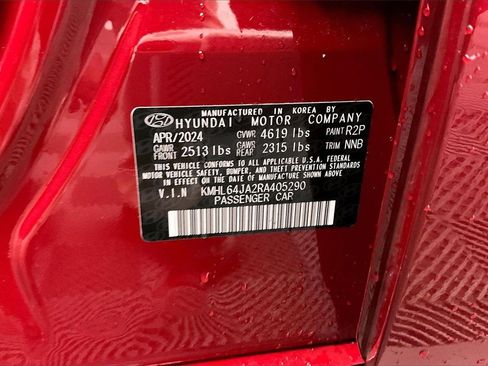 MANUFACTURED IN KOREA BY
HYUNDAI MOTOR COMPANY
APR/2024 GVWR 4619 lbs PAINT R2P
GAWR FRONT 2513 lbs GAWR REAR 2315 lbs TRIM NNB
THIS VEHICLE CONFORMS TO ALL APPLICABLE U.S.A. FEDERAL
MOTOR VEHICLE SAFETY, BUMPER, AND THEFT PREVENTION
STANDARDS IN EFFECT ON THE DATE OF MANUFACTURE SHOWN ABOVE.
V.I.N KMHL64JA2RA405290
PASSENGER CAR